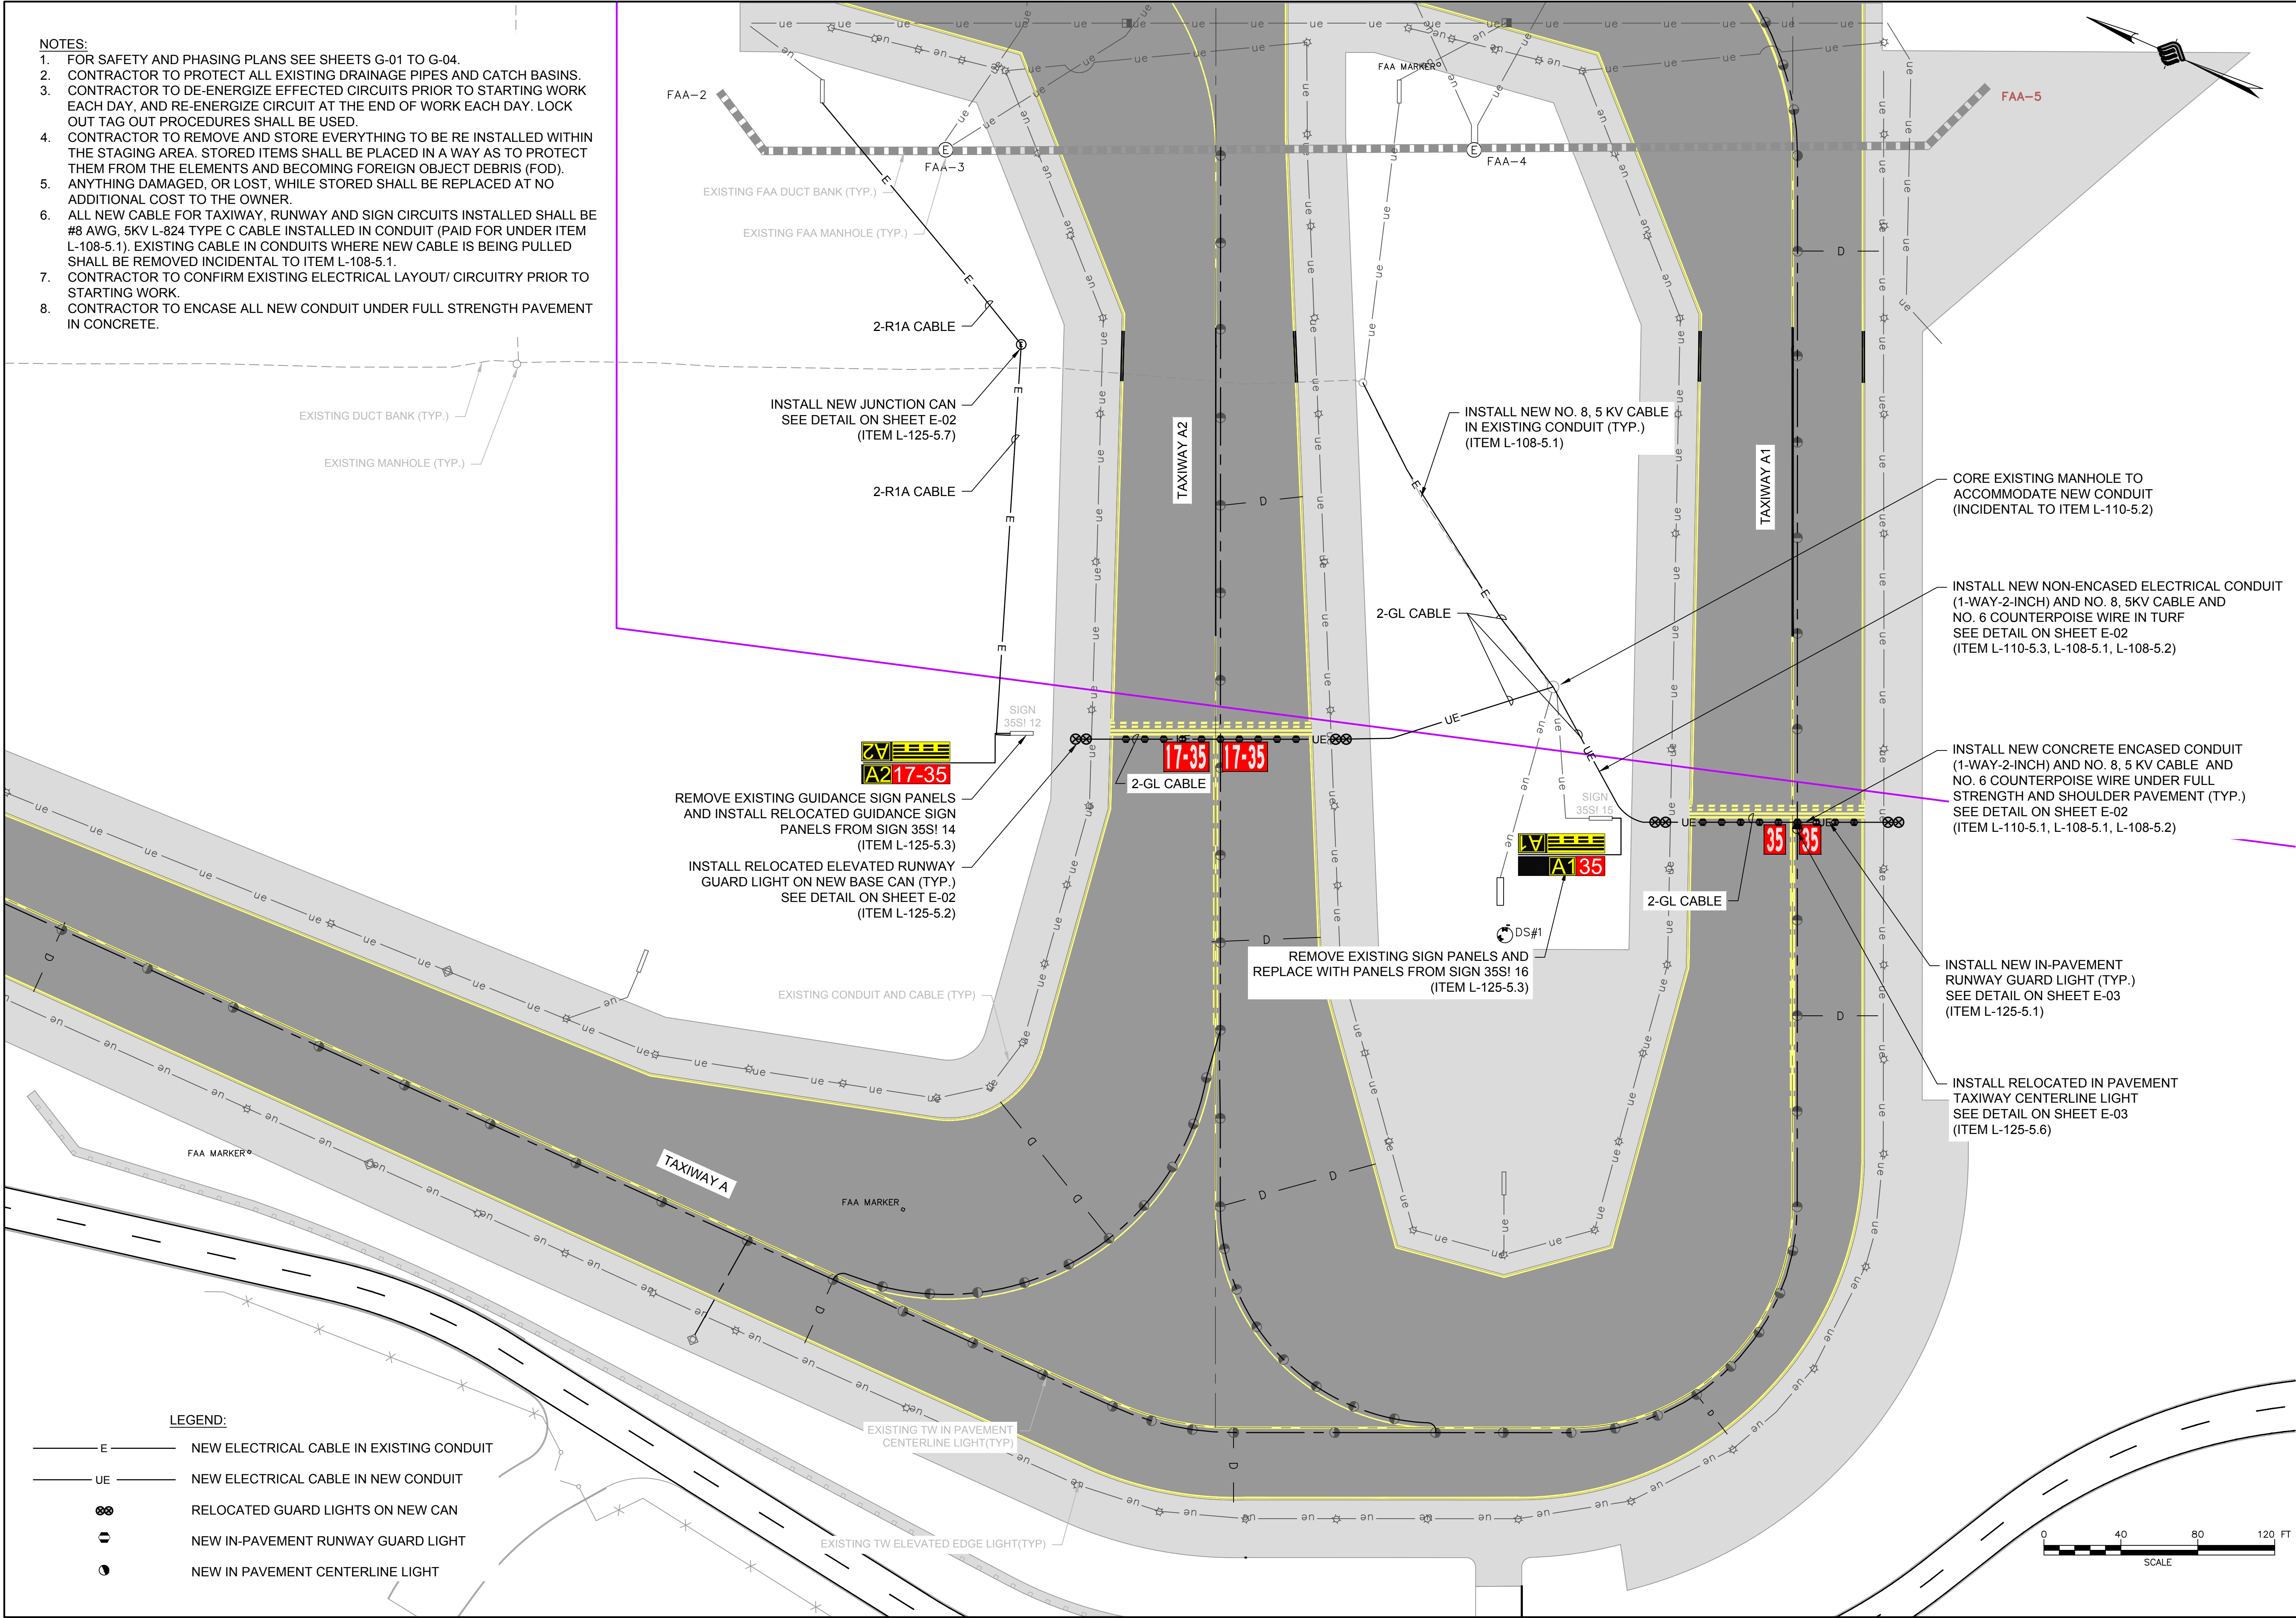 NOTES:
1. FOR SAFETY AND PHASING PLANS SEE SHEETS G-01 TO G-04.
2. CONTRACTOR TO PROTECT ALL EXISTING DRAINAGE PIPES AND CATCH BASINS.
3. CONTRACTOR TO DE-ENERGIZE EFFECTED CIRCUITS PRIOR TO STARTING WORK
EACH DAY, AND RE-ENERGIZE CIRCUIT AT THE END OF WORK EACH DAY. LOCK
OUT TAG OUT PROCEDURES SHALL BE USED.
4. CONTRACTOR TO REMOVE AND STORE EVERYTHING TO BE RE INSTALLED WITHIN
THE STAGING AREA. STORED ITEMS SHALL BE PLACED IN A WAY AS TO PROTECT
THEM FROM THE ELEMENTS AND BECOMING FOREIGN OBJECT DEBRIS (FOD).
5. ANYTHING DAMAGED, OR LOST, WHILE STORED SHALL BE REPLACED AT NO
ADDITIONAL COST TO THE OWNER.
6. ALL NEW CABLE FOR TAXIWAY, RUNWAY AND SIGN CIRCUITS INSTALLED SHALL BE
#8 AWG, 5KV L-824 TYPE C CABLE INSTALLED IN CONDUIT (PAID FOR UNDER ITEM
L-108-5.1). EXISTING CABLE IN CONDUITS WHERE NEW CABLE IS BEING PULLED
SHALL BE REMOVED INCIDENTAL TO ITEM L-108-5.1.
7. CONTRACTOR TO CONFIRM EXISTING ELECTRICAL LAYOUT/ CIRCUITRY PRIOR TO
STARTING WORK.
8. CONTRACTOR TO ENCASE ALL NEW CONDUIT UNDER FULL STRENGTH PAVEMENT
IN CONCRETE.
FAA-2
FAA-3
FAA MARKER
FAA-4
FAA-5
EXISTING FAA DUCT BANK (TYP.)
EXISTING FAA MANHOLE (TYP.)
2-R1A CABLE
EXISTING DUCT BANK (TYP.)
EXISTING MANHOLE (TYP.)
INSTALL NEW JUNCTION CAN
SEE DETAIL ON SHEET E-02
(ITEM L-125-5.7)
2-R1A CABLE
TAXIWAY A2
INSTALL NEW NO. 8, 5 KV CABLE
IN EXISTING CONDUIT (TYP.)
(ITEM L-108-5.1)
TAXIWAY A1
CORE EXISTING MANHOLE TO
ACCOMMODATE NEW CONDUIT
(INCIDENTAL TO ITEM L-110-5.2)
2-GL CABLE
INSTALL NEW NON-ENCASED ELECTRICAL CONDUIT
(1-WAY-2-INCH) AND NO. 8, 5KV CABLE AND
NO. 6 COUNTERPOISE WIRE IN TURF
SEE DETAIL ON SHEET E-02
(ITEM L-110-5.3, L-108-5.1, L-108-5.2)
SIGN
35S! 12
A2
A2 17-35
17-35 17-35
2-GL CABLE
INSTALL NEW CONCRETE ENCASED CONDUIT
(1-WAY-2-INCH) AND NO. 8, 5 KV CABLE AND
NO. 6 COUNTERPOISE WIRE UNDER FULL
STRENGTH AND SHOULDER PAVEMENT (TYP.)
SEE DETAIL ON SHEET E-02
(ITEM L-110-5.1, L-108-5.1, L-108-5.2)
REMOVE EXISTING GUIDANCE SIGN PANELS
AND INSTALL RELOCATED GUIDANCE SIGN
PANELS FROM SIGN 35S! 14
(ITEM L-125-5.3)
SIGN
35S! 15
A1
A1 35
35 35
INSTALL RELOCATED ELEVATED RUNWAY
GUARD LIGHT ON NEW BASE CAN (TYP.)
SEE DETAIL ON SHEET E-02
(ITEM L-125-5.2)
2-GL CABLE
DS#1
REMOVE EXISTING SIGN PANELS AND
REPLACE WITH PANELS FROM SIGN 35S! 16
(ITEM L-125-5.3)
INSTALL NEW IN-PAVEMENT
RUNWAY GUARD LIGHT (TYP.)
SEE DETAIL ON SHEET E-03
(ITEM L-125-5.1)
EXISTING CONDUIT AND CABLE (TYP)
INSTALL RELOCATED IN PAVEMENT
TAXIWAY CENTERLINE LIGHT
SEE DETAIL ON SHEET E-03
(ITEM L-125-5.6)
FAA MARKER
TAXIWAY A
FAA MARKER
EXISTING TW IN PAVEMENT
CENTERLINE LIGHT(TYP)
EXISTING TW ELEVATED EDGE LIGHT(TYP)
LEGEND:
E NEW ELECTRICAL CABLE IN EXISTING CONDUIT
UE NEW ELECTRICAL CABLE IN NEW CONDUIT
RELOCATED GUARD LIGHTS ON NEW CAN
NEW IN-PAVEMENT RUNWAY GUARD LIGHT
NEW IN PAVEMENT CENTERLINE LIGHT
0 40 80 120 FT
SCALE